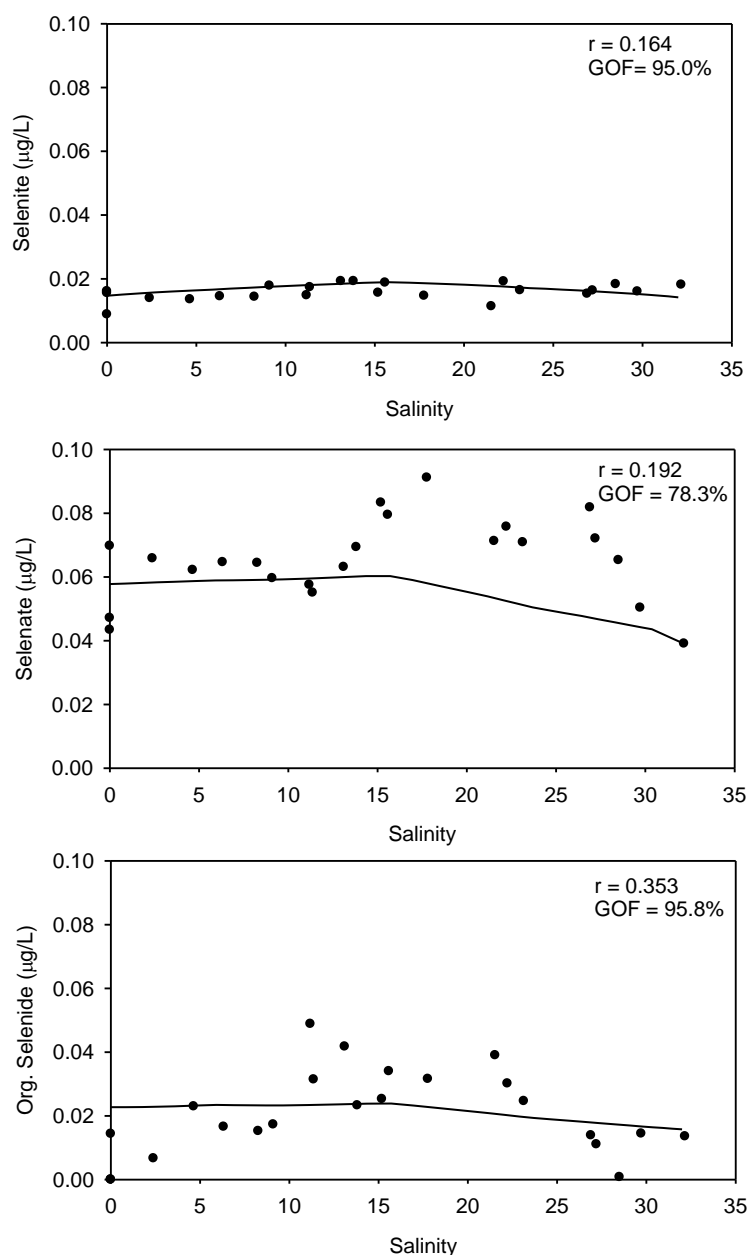 r = 0.164
GOF= 95.0%
Selenite (µg/L)
0.10
0.08
0.06
0.04
0.02
0.00
0 5 10 15 20 25 30 35
Salinity
r = 0.192
GOF = 78.3%
Selenate (µg/L)
0.10
0.08
0.06
0.04
0.02
0.00
0 5 10 15 20 25 30 35
Salinity
r = 0.353
GOF = 95.8%
Org. Selenide (µg/L)
0.10
0.08
0.06
0.04
0.02
0.00
0 5 10 15 20 25 30 35
Salinity